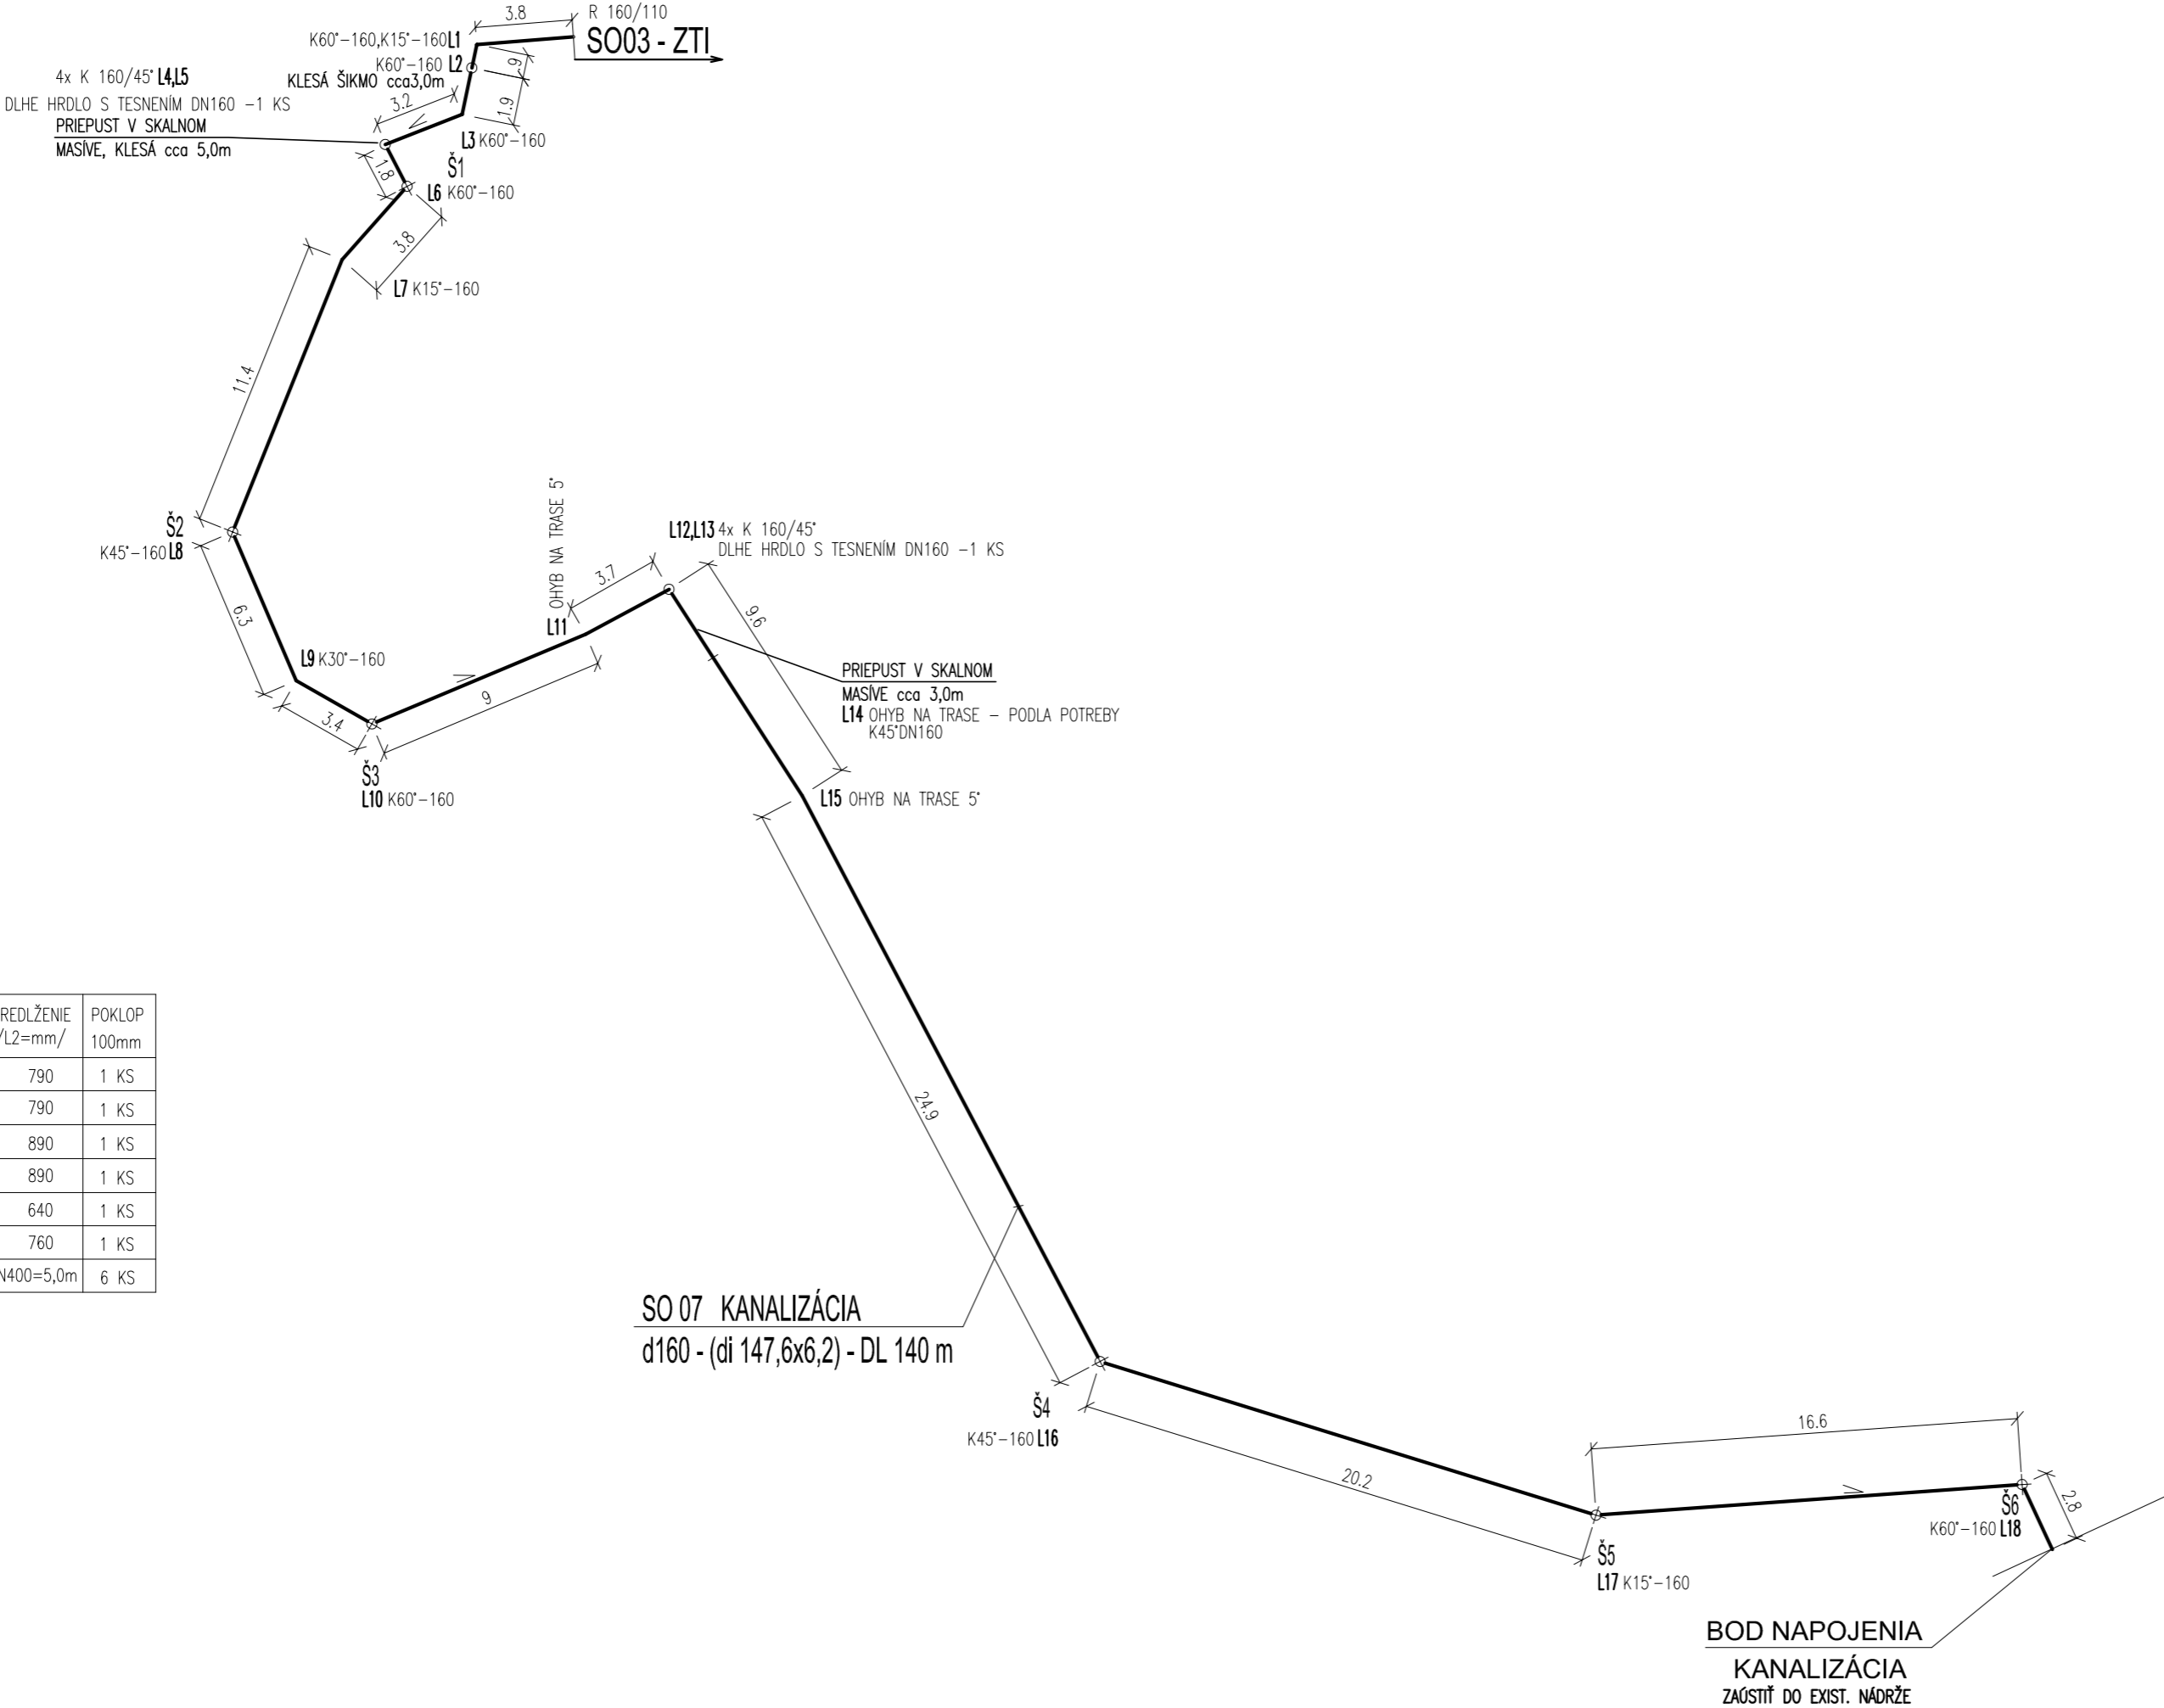 3.8
R 160/110
SO03 - ZTI
K60°-160,K15°-160 L1
K60°-160 L2
.9
KLESÁ ŠIKMO cca3,0m
4x K 160/45° L4,L5
DLHE HRDLO S TESNENÍM DN160 -1 KS
PRIEPUST V SKALNOM
MASÍVE, KLESÁ cca 5,0m
3.2
1.9
L3 K60°-160
1.8
Š1
L6 K60°-160
3.8
L7 K15°-160
11.4
Š2
K45°-160 L8
6.3
L9 K30°-160
3.4
Š3
L10 K60°-160
9
L11 OHYB NA TRASE 5°
3.7
L12,L13 4x K 160/45°
DLHE HRDLO S TESNENÍM DN160 -1 KS
9.6
PRIEPUST V SKALNOM
MASÍVE cca 3,0m
L14 OHYB NA TRASE - PODLA POTREBY
K45°DN160
L15 OHYB NA TRASE 5°
24.9
REDLŽENIE POKLOP
/L2=mm/ 100mm
790 1 KS
790 1 KS
890 1 KS
890 1 KS
640 1 KS
760 1 KS
N400=5,0m 6 KS
SO 07 KANALIZÁCIA
d160 - (di 147,6x6,2) - DL 140 m
Š4
K45°-160 L16
20.2
16.6
Š5
L17 K15°-160
Š6
K60°-160 L18
2.8
BOD NAPOJENIA
KANALIZÁCIA
ZAÚSTIŤ DO EXIST. NÁDRŽE